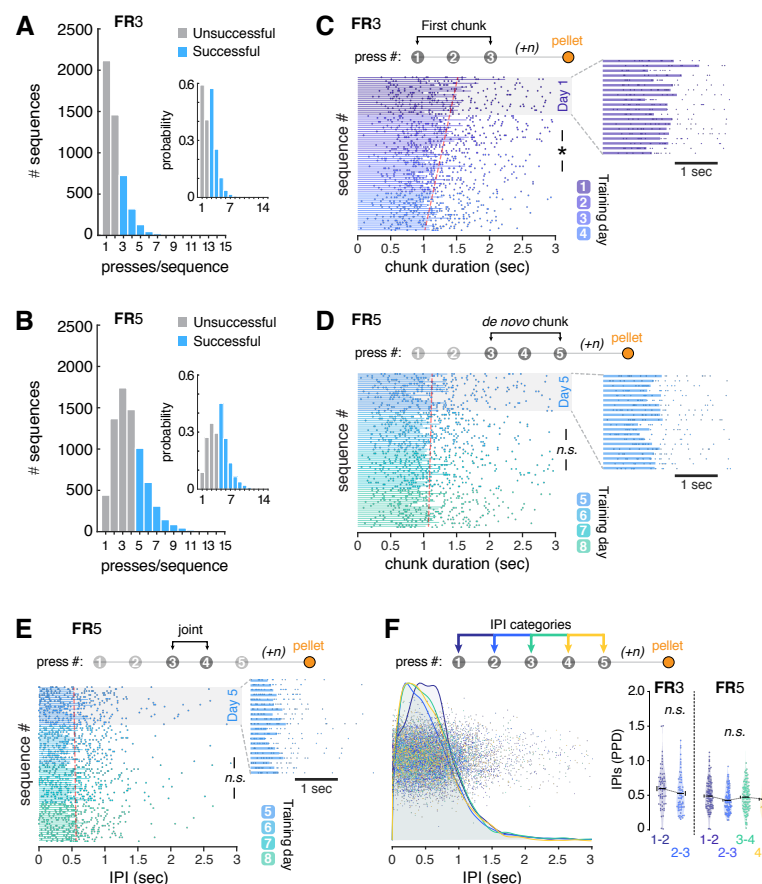 A
FR3
2500
2000
1500
1000
500
0
# sequences
Unsuccessful
Successful
0.6
0
probability
1 7 14
1 3 5 7 9 11 13 15
presses/sequence
C
FR3
First chunk
press #: 1 2 3 (+n) pellet
sequence #
Day 1
*
1 sec
1
2
3
4
Training day
0 0.5 1 1.5 2 2.5 3
chunk duration (sec)
B
FR5
2500
2000
1500
1000
500
0
# sequences
Unsuccessful
Successful
0.6
0.3
0
probability
1 7 14
1 3 5 7 9 11 13 15
presses/sequence
D
FR5
de novo chunk
press #: 1 2 3 4 5 (+n) pellet
sequence #
Day 5
n.s.
1 sec
5
6
7
8
Training day
0 0.5 1 1.5 2 2.5 3
chunk duration (sec)
E
FR5
joint
press #: 1 2 3 4 5 (+n) pellet
sequence #
Day 5
n.s.
1 sec
5
6
7
8
Training day
0 0.5 1 1.5 2 2.5 3
IPI (sec)
F
IPI categories
press #: 1 2 3 4 5 (+n) pellet
0 0.5 1.0 1.5 2.0 2.5 3
IPI (sec)
FR3 FR5
n.s.
n.s.
2.0
1.5
1.0
0.5
0
IPIs (PPD)
1-2 2-3 1-2 2-3 3-4 4